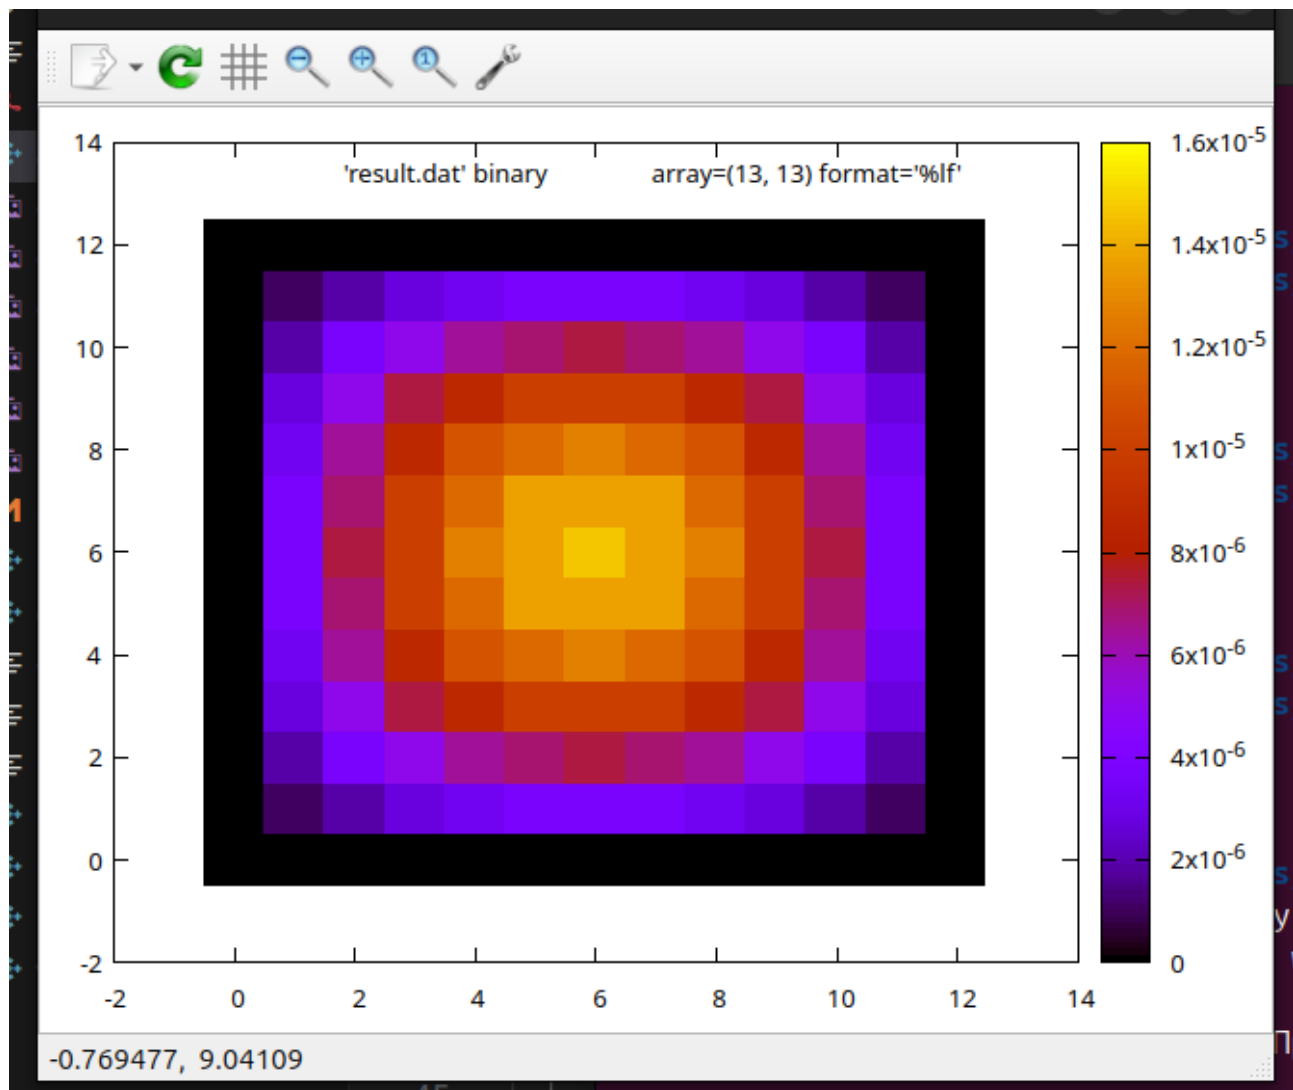 14
'result.dat' binary array=(13, 13) format='%lf'
12
10
8
6
4
2
0
-2
-2 0 2 4 6 8 10 12 14
1.6x10-5
1.4x10-5
1.2x10-5
1x10-5
8x10-6
6x10-6
4x10-6
2x10-6
0
-0.769477, 9.04109
s
s
s
s
s
s
s
y